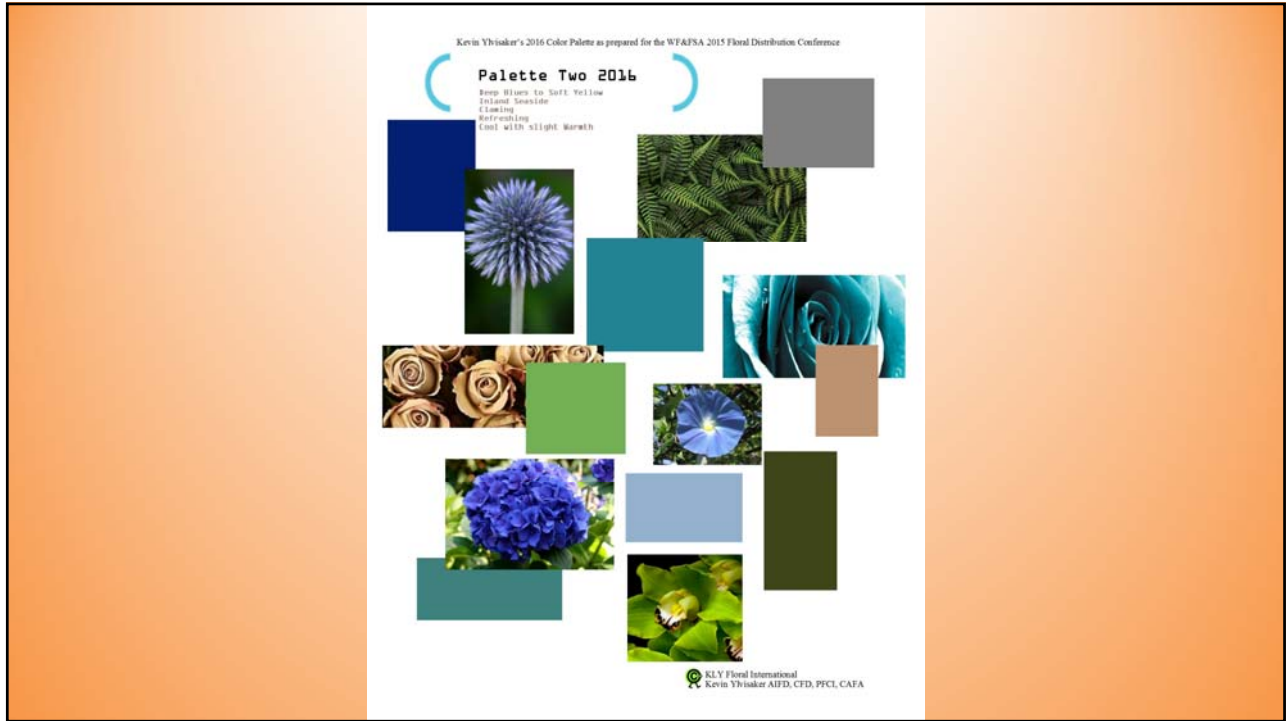 Kevin Ylvisaker's 2016 Color Palette as prepared for the WF&FSA 2015 Floral Distribution Conference
Palette Two 2016
Deep Blues to Soft Yellow
Inland Seaside
Claming
Refreshing
Cool with slight Warmth
KLY Floral International
Kevin Ylvisaker AIFD, CFD, PFCI, CAFA